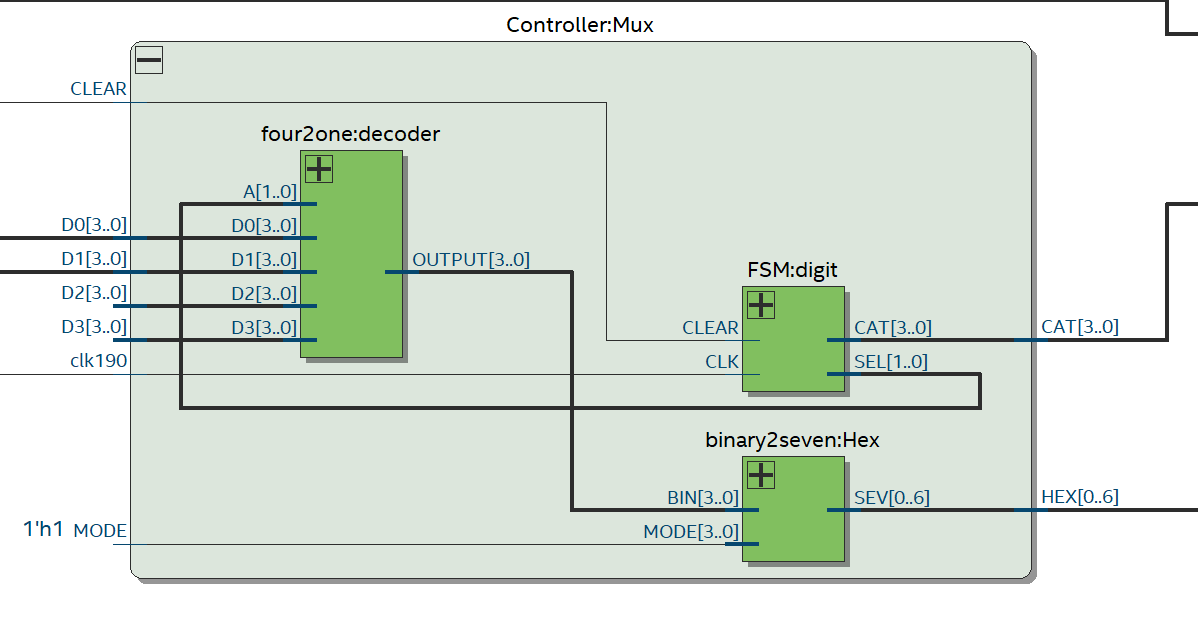 Controller:Mux
CLEAR
four2one:decoder
A[1..0]
D0[3..0]
D0[3..0]
D1[3..0]
D1[3..0]
OUTPUT[3..0]
D2[3..0]
D2[3..0]
FSM:digit
D3[3..0]
D3[3..0]
CLEAR
CAT[3..0]
CAT[3..0]
clk190
CLK
SEL[1..0]
binary2seven:Hex
BIN[3..0]
SEV[0..6]
HEX[0..6]
1'h1 MODE
MODE[3..0]